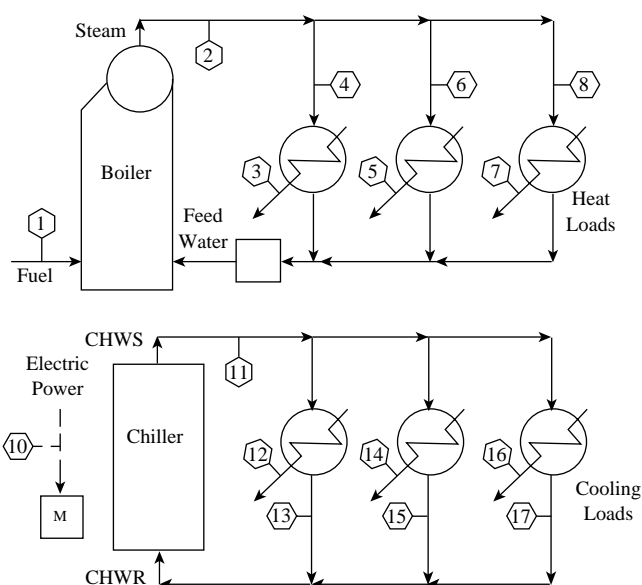 Steam
2
4
6
8
Boiler
3
5
7
1
Feed
Water
Heat
Loads
Fuel
CHWS
11
Electric
Power
10
Chiller
12
14
16
M
13
15
17
Cooling
Loads
CHWR